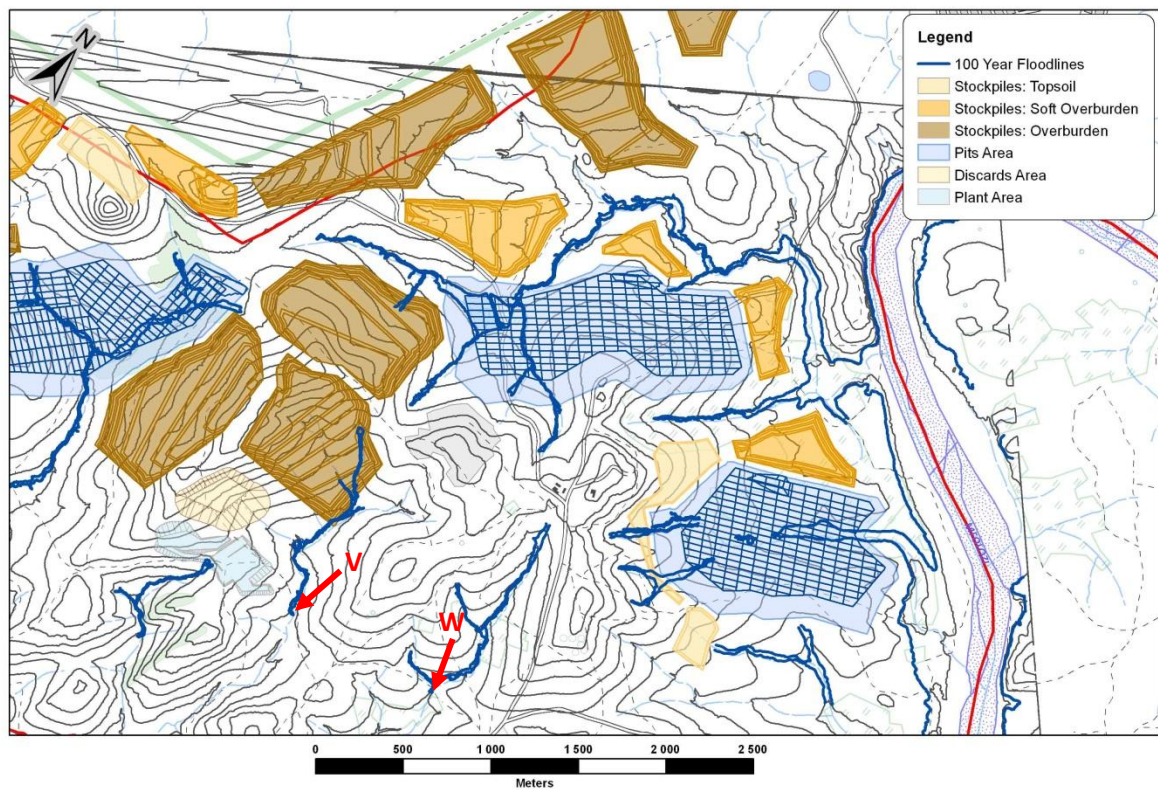 N
Legend
100 Year Floodlines
Stockpiles: Topsoil
Stockpiles: Soft Overburden
Stockpiles: Overburden
Pits Area
Discards Area
Plant Area
V
W
0 500 1 000 1 500 2 000 2 500
Meters